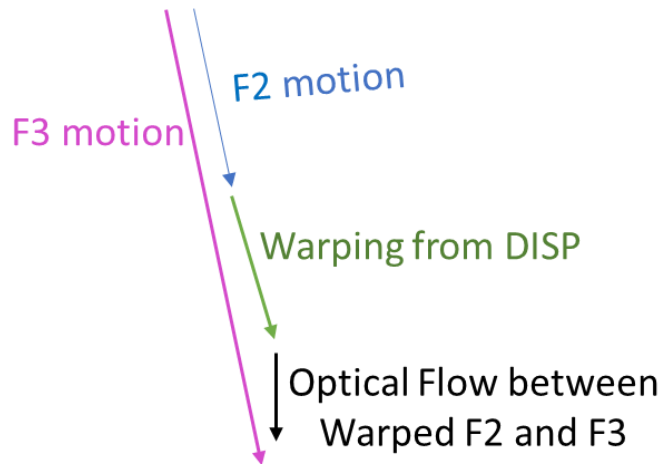 F2 motion
F3 motion
Warping from DISP
Optical Flow between
Warped F2 and F3